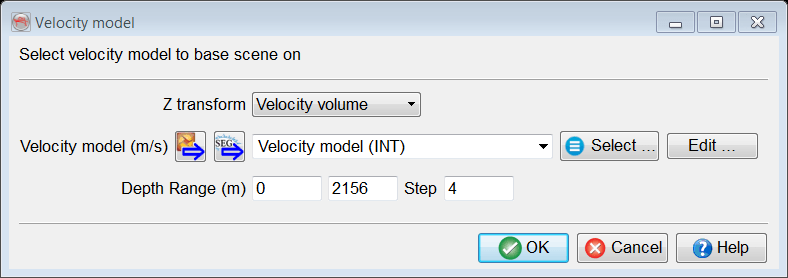 Velocity model
Select velocity model to base scene on
Z transform Velocity volume
Velocity model (m/s) SEG Velocity model (INT) Select ... Edit ...
Depth Range (m) 0 2156 Step 4
OK Cancel Help